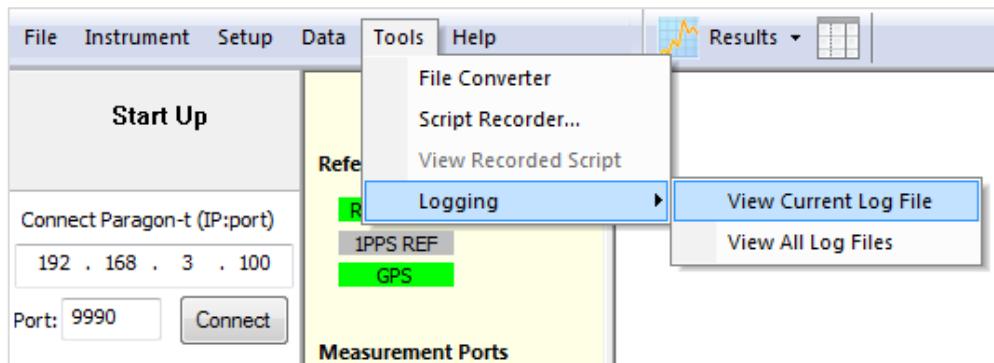 File Instrument Setup Data Tools Help Results
File Converter
Script Recorder...
View Recorded Script
Logging
View Current Log File
View All Log Files
Start Up
Connect Paragon-t (IP:port)
192 . 168 . 3 . 100
Port: 9990 Connect
Refe
R
1PPS REF
GPS
Measurement Ports